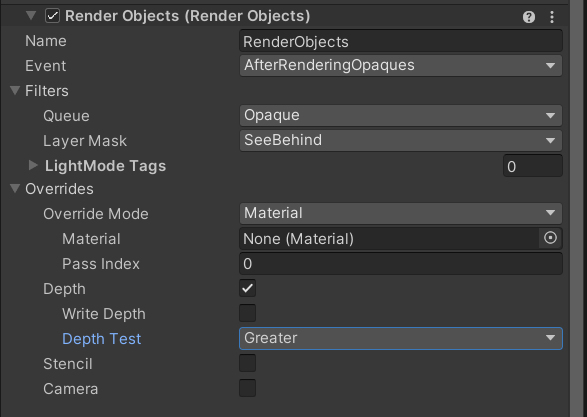 Render Objects (Render Objects)
Name RenderObjects
Event AfterRenderingOpaques
Filters
Queue Opaque
Layer Mask SeeBehind
LightMode Tags 0
Overrides
Override Mode Material
Material None (Material)
Pass Index 0
Depth
Write Depth
Depth Test Greater
Stencil
Camera